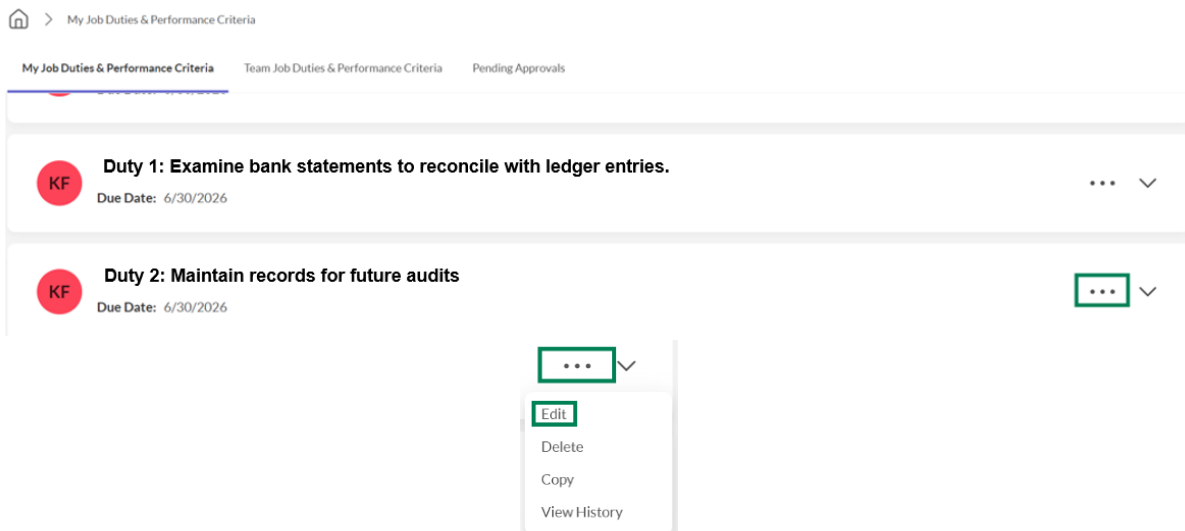 My Job Duties & Performance Criteria
My Job Duties & Performance Criteria Team Job Duties & Performance Criteria Pending Approvals
KF
Duty 1: Examine bank statements to reconcile with ledger entries.
Due Date: 6/30/2026
KF
Duty 2: Maintain records for future audits
Due Date: 6/30/2026
Edit
Delete
Copy
View History